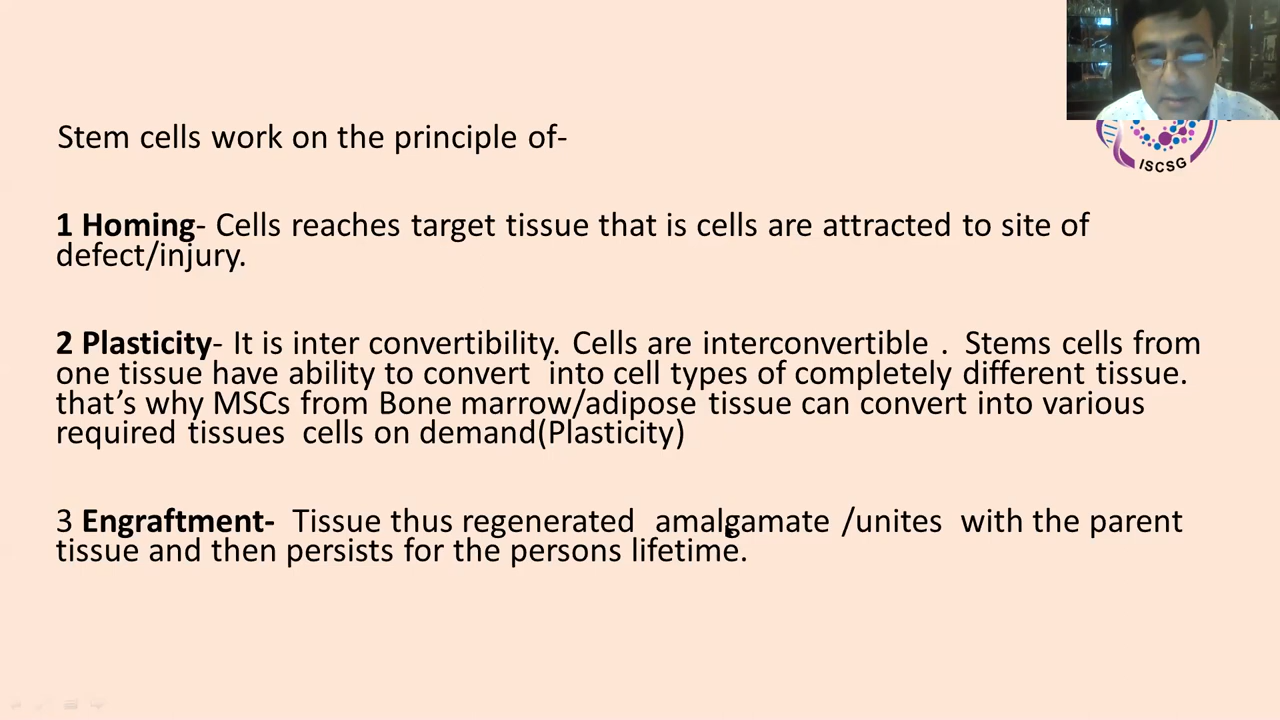 Stem cells work on the principle of-
ISCSG
1 Homing- Cells reaches target tissue that is cells are attracted to site of
defect/injury.
2 Plasticity- It is inter convertibility. Cells are interconvertible . Stems cells from
one tissue have ability to convert into cell types of completely different tissue.
that’s why MSCs from Bone marrow/adipose tissue can convert into various
required tissues cells on demand(Plasticity)
3 Engraftment- Tissue thus regenerated amalgamate /unites with the parent
tissue and then persists for the persons lifetime.